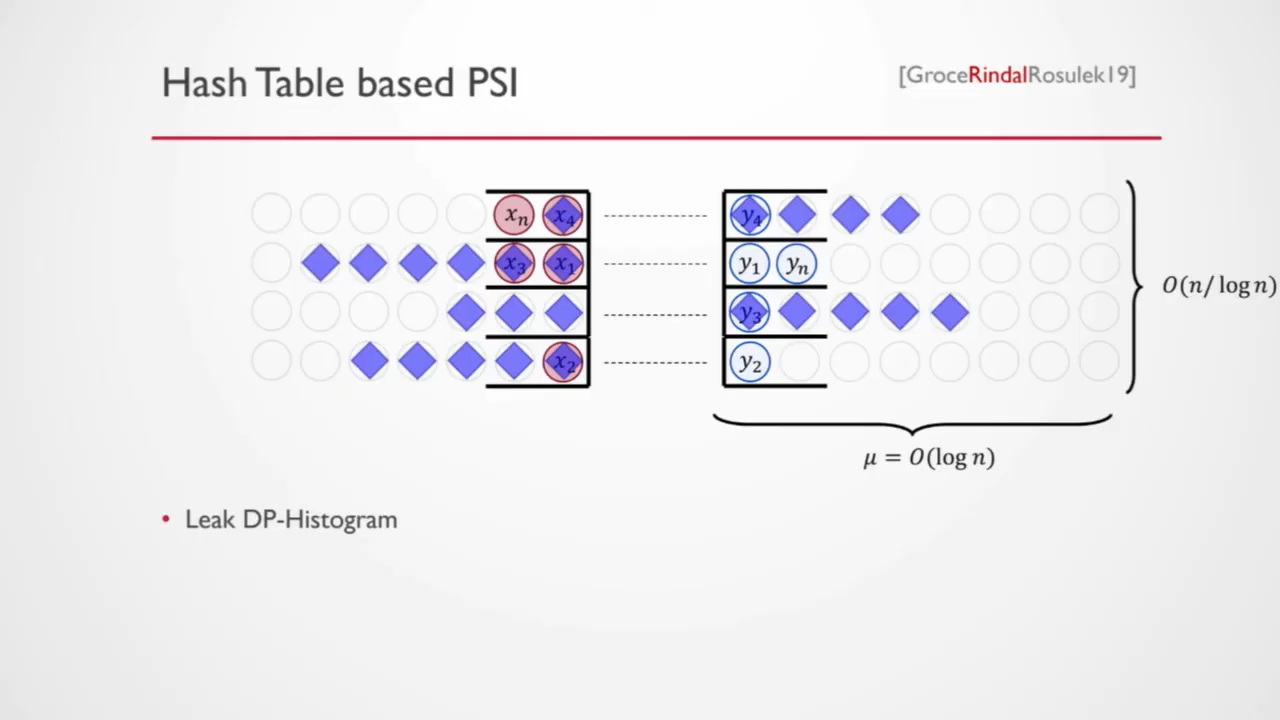 Hash Table based PSI
[GroceRindalRosulek19]
xₙ x₄ y₄
x₃ x₁ y₁ yₙ
O(n/ log n)
y₃
x₂ y₂
μ = O(log n)
• Leak DP-Histogram